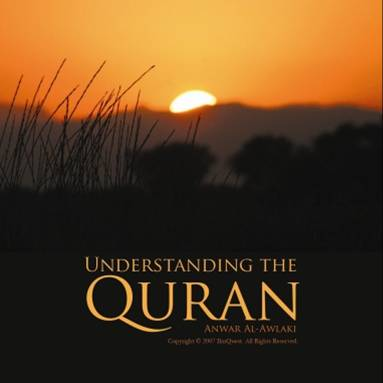 UNDERSTANDING THE
QURAN
ANWAR AL-AWLAKI
Copyright © 2007 All Rights Reserved.